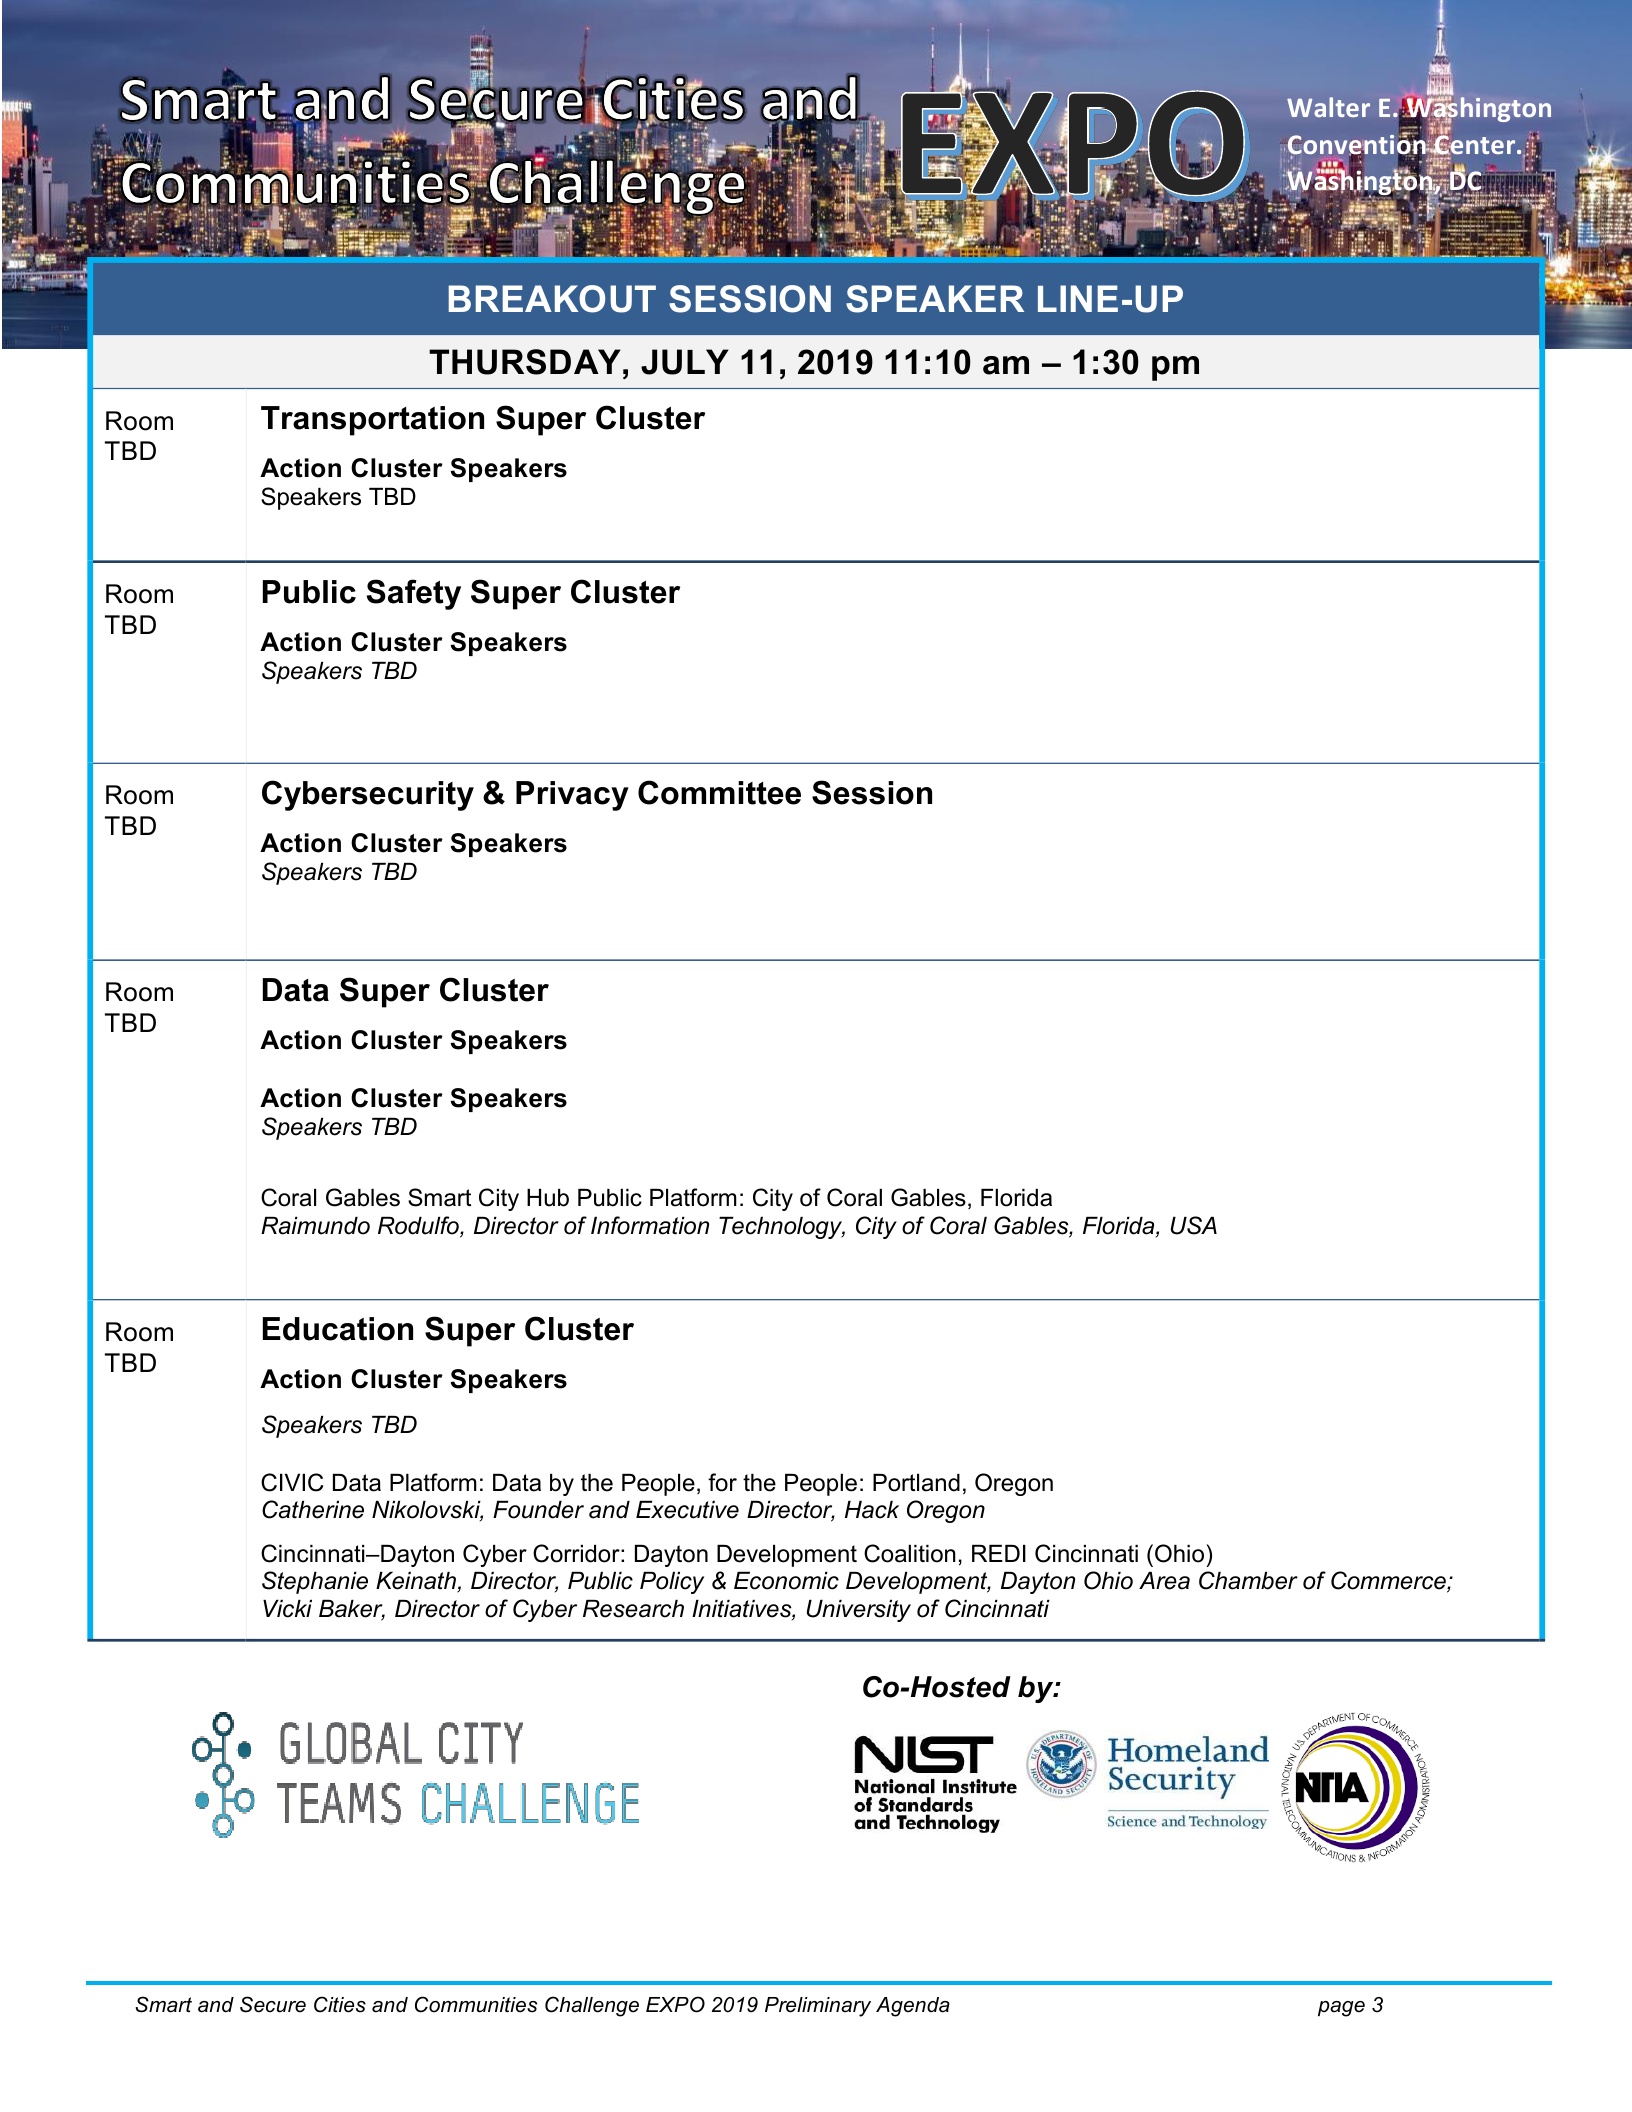 Smart and Secure Cities and
Communities Challenge
EXPO
Walter E. Washington
Convention Center.
Washington, DC
BREAKOUT SESSION SPEAKER LINE-UP
THURSDAY, JULY 11, 2019 11:10 am – 1:30 pm
Room
TBD
Transportation Super Cluster
Action Cluster Speakers
Speakers TBD
Room
TBD
Public Safety Super Cluster
Action Cluster Speakers
Speakers TBD
Room
TBD
Cybersecurity & Privacy Committee Session
Action Cluster Speakers
Speakers TBD
Room
TBD
Data Super Cluster
Action Cluster Speakers
Action Cluster Speakers
Speakers TBD
Coral Gables Smart City Hub Public Platform: City of Coral Gables, Florida
Raimundo Rodulfo, Director of Information Technology, City of Coral Gables, Florida, USA
Room
TBD
Education Super Cluster
Action Cluster Speakers
Speakers TBD
CIVIC Data Platform: Data by the People, for the People: Portland, Oregon
Catherine Nikolovski, Founder and Executive Director, Hack Oregon
Cincinnati–Dayton Cyber Corridor: Dayton Development Coalition, REDI Cincinnati (Ohio)
Stephanie Keinath, Director, Public Policy & Economic Development, Dayton Ohio Area Chamber of Commerce;
Vicki Baker, Director of Cyber Research Initiatives, University of Cincinnati
GLOBAL CITY
TEAMS CHALLENGE
Co-Hosted by:
NIST
National Institute
of Standards
and Technology
U.S. DEPARTMENT OF
HOMELAND SECURITY
Homeland
Security
Science and Technology
U.S. DEPARTMENT OF COMMERCE
NATIONAL TELECOMMUNICATIONS & INFORMATION ADMINISTRATION
NTIA
Smart and Secure Cities and Communities Challenge EXPO 2019 Preliminary Agenda
page 3